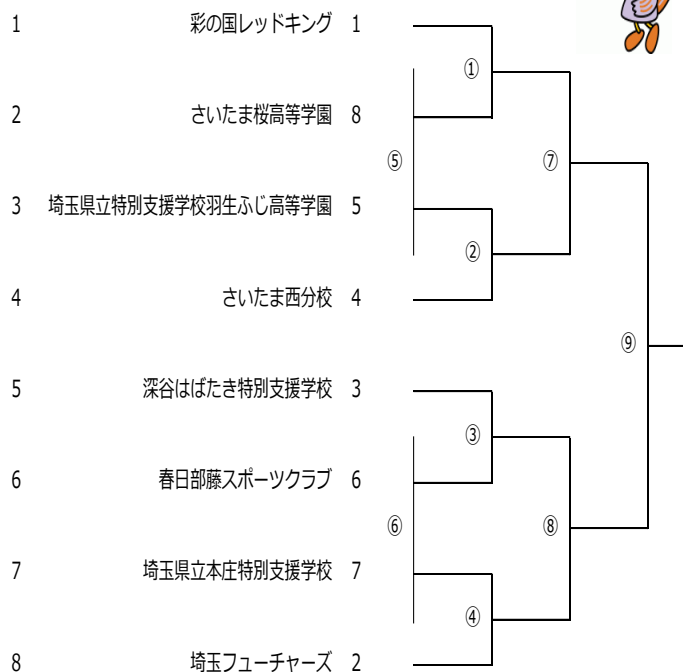 1 彩の国レッドキング 1
①
2 さいたま桜高等学園 8
⑤ ⑦
3 埼玉県立特別支援学校羽生ふじ高等学園 5
②
4 さいたま西分校 4
⑨
5 深谷はばたき特別支援学校 3
③
6 春日部藤スポーツクラブ 6
⑥ ⑧
7 埼玉県立本庄特別支援学校 7
④
8 埼玉フューチャーズ 2